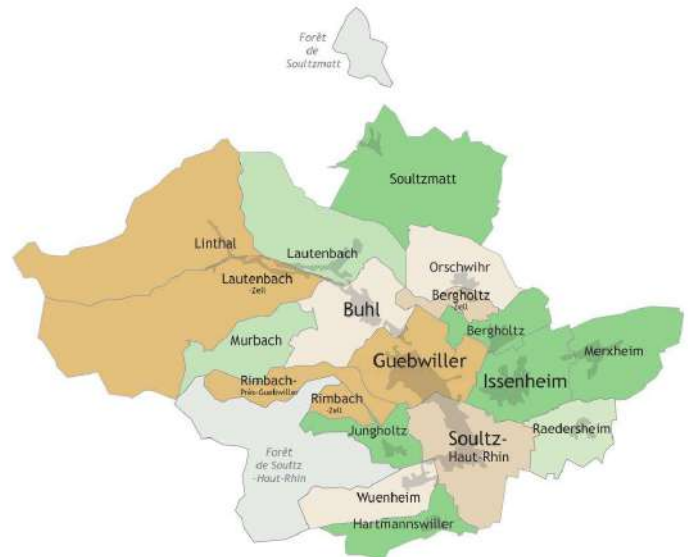 Forêt
de
Soultzmatt
Soultzmatt
Linthal
Lautenbach
Orschwihr
Lautenbach
-Zell
Bergholtz
-Zell
Buhl
Bergholtz
Murbach
Merxheim
Guebwiller
Issenheim
Rimbach-
Près-Guebwiller
Rimbach
-Zell
Jungholtz
Soultz-
Haut-Rhin
Raedersheim
Forêt
de Soultz
-Haut-Rhin
Wuenheim
Hartmannswiller